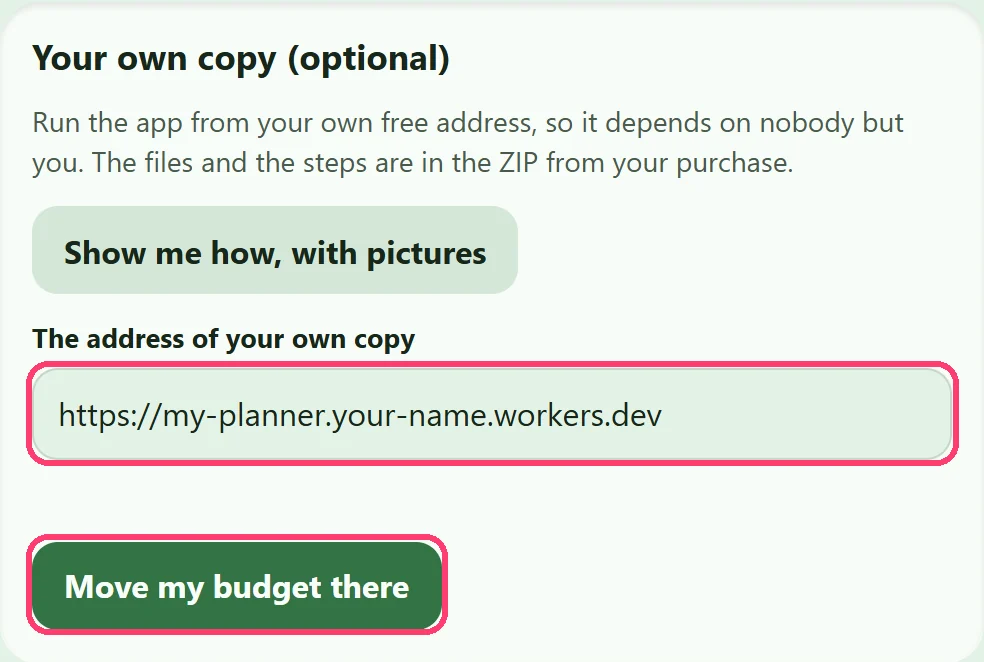 Your own copy (optional)
Run the app from your own free address, so it depends on nobody but
you. The files and the steps are in the ZIP from your purchase.
Show me how, with pictures
The address of your own copy
https://my-planner.your-name.workers.dev
Move my budget there